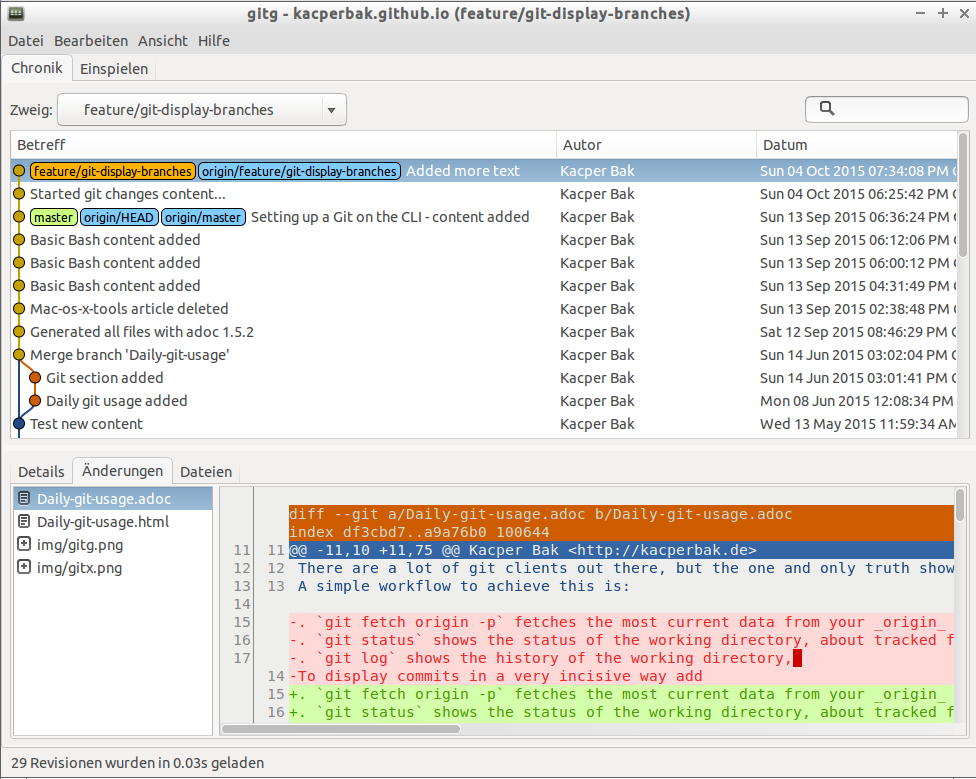 gitg - kacperbak.github.io (feature/git-display-branches)
Datei Bearbeiten Ansicht Hilfe
Chronik Einspielen
Zweig: feature/git-display-branches
Betreff Autor Datum
feature/git-display-branches origin/feature/git-display-branches Added more text Kacper Bak Sun 04 Oct 2015 07:34:08 PM
Started git changes content... Kacper Bak Sun 04 Oct 2015 06:25:42 PM
master origin/HEAD origin/master Setting up a Git on the CLI - content added Kacper Bak Sun 13 Sep 2015 06:36:24 PM
Basic Bash content added Kacper Bak Sun 13 Sep 2015 06:12:06 PM
Basic Bash content added Kacper Bak Sun 13 Sep 2015 06:00:12 PM
Basic Bash content added Kacper Bak Sun 13 Sep 2015 04:31:49 PM
Mac-os-x-tools article deleted Kacper Bak Sun 13 Sep 2015 02:38:48 PM
Generated all files with adoc 1.5.2 Kacper Bak Sat 12 Sep 2015 08:46:29 PM
Merge branch 'Daily-git-usage' Kacper Bak Sun 14 Jun 2015 03:02:04 PM
Git section added Kacper Bak Sun 14 Jun 2015 03:01:41 PM
Daily git usage added Kacper Bak Mon 08 Jun 2015 12:08:34 PM
Test new content Kacper Bak Wed 13 May 2015 11:59:34 AM
Details Änderungen Dateien
Daily-git-usage.adoc
Daily-git-usage.html
img/gitg.png
img/gitx.png
diff --git a/Daily-git-usage.adoc b/Daily-git-usage.adoc
index df3cbd7..a9a76b0 100644
11 11 @@ -11,10 +11,75 @@ Kacper Bak <http://kacperbak.de>
12 12 There are a lot of git clients out there, but the one and only truth show
13 13 A simple workflow to achieve this is:
14
15 -. `git fetch origin -p` fetches the most current data from your _origin_
16 -. `git status` shows the status of the working directory, about tracked f
17 -. `git log` shows the history of the working directory,
14 -To display commits in a very incisive way add
15 +. `git fetch origin -p` fetches the most current data from your _origin_
16 +. `git status` shows the status of the working directory, about tracked f
29 Revisionen wurden in 0.03s geladen